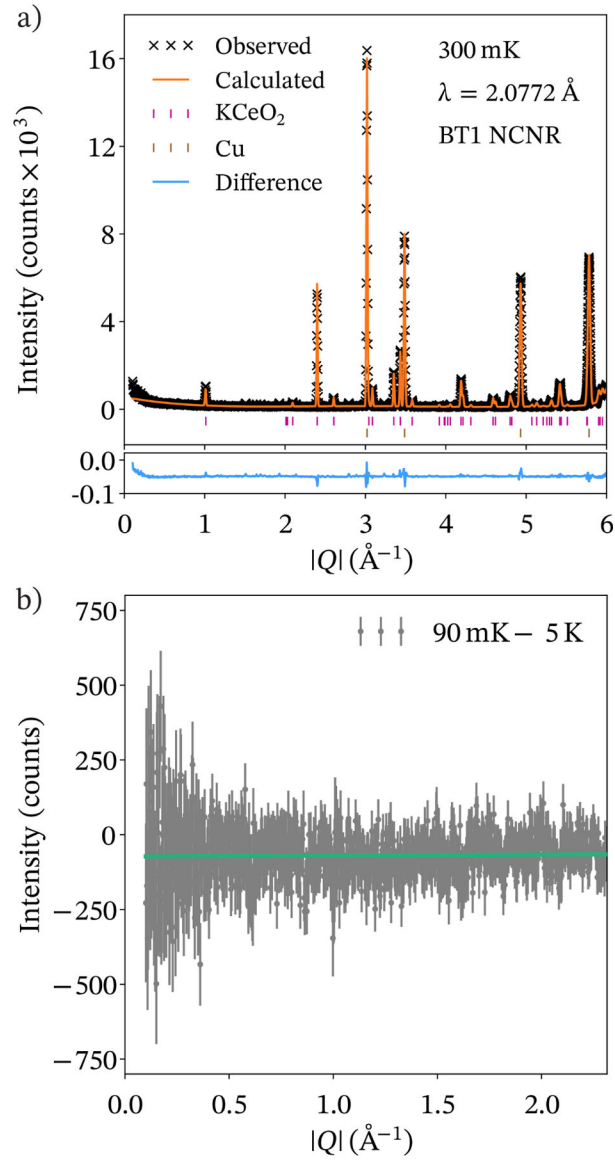 a)
Intensity (counts × 10³)
16
12
8
4
0
Observed
Calculated
KCeO₂
Cu
Difference
300 mK
λ = 2.0772 Å
BT1 NCNR
0.0
-0.1
0 1 2 3 4 5 6
|Q| (Å⁻¹)
b)
Intensity (counts)
750
500
250
0
−250
−500
−750
90 mK − 5 K
0.0 0.5 1.0 1.5 2.0
|Q| (Å⁻¹)